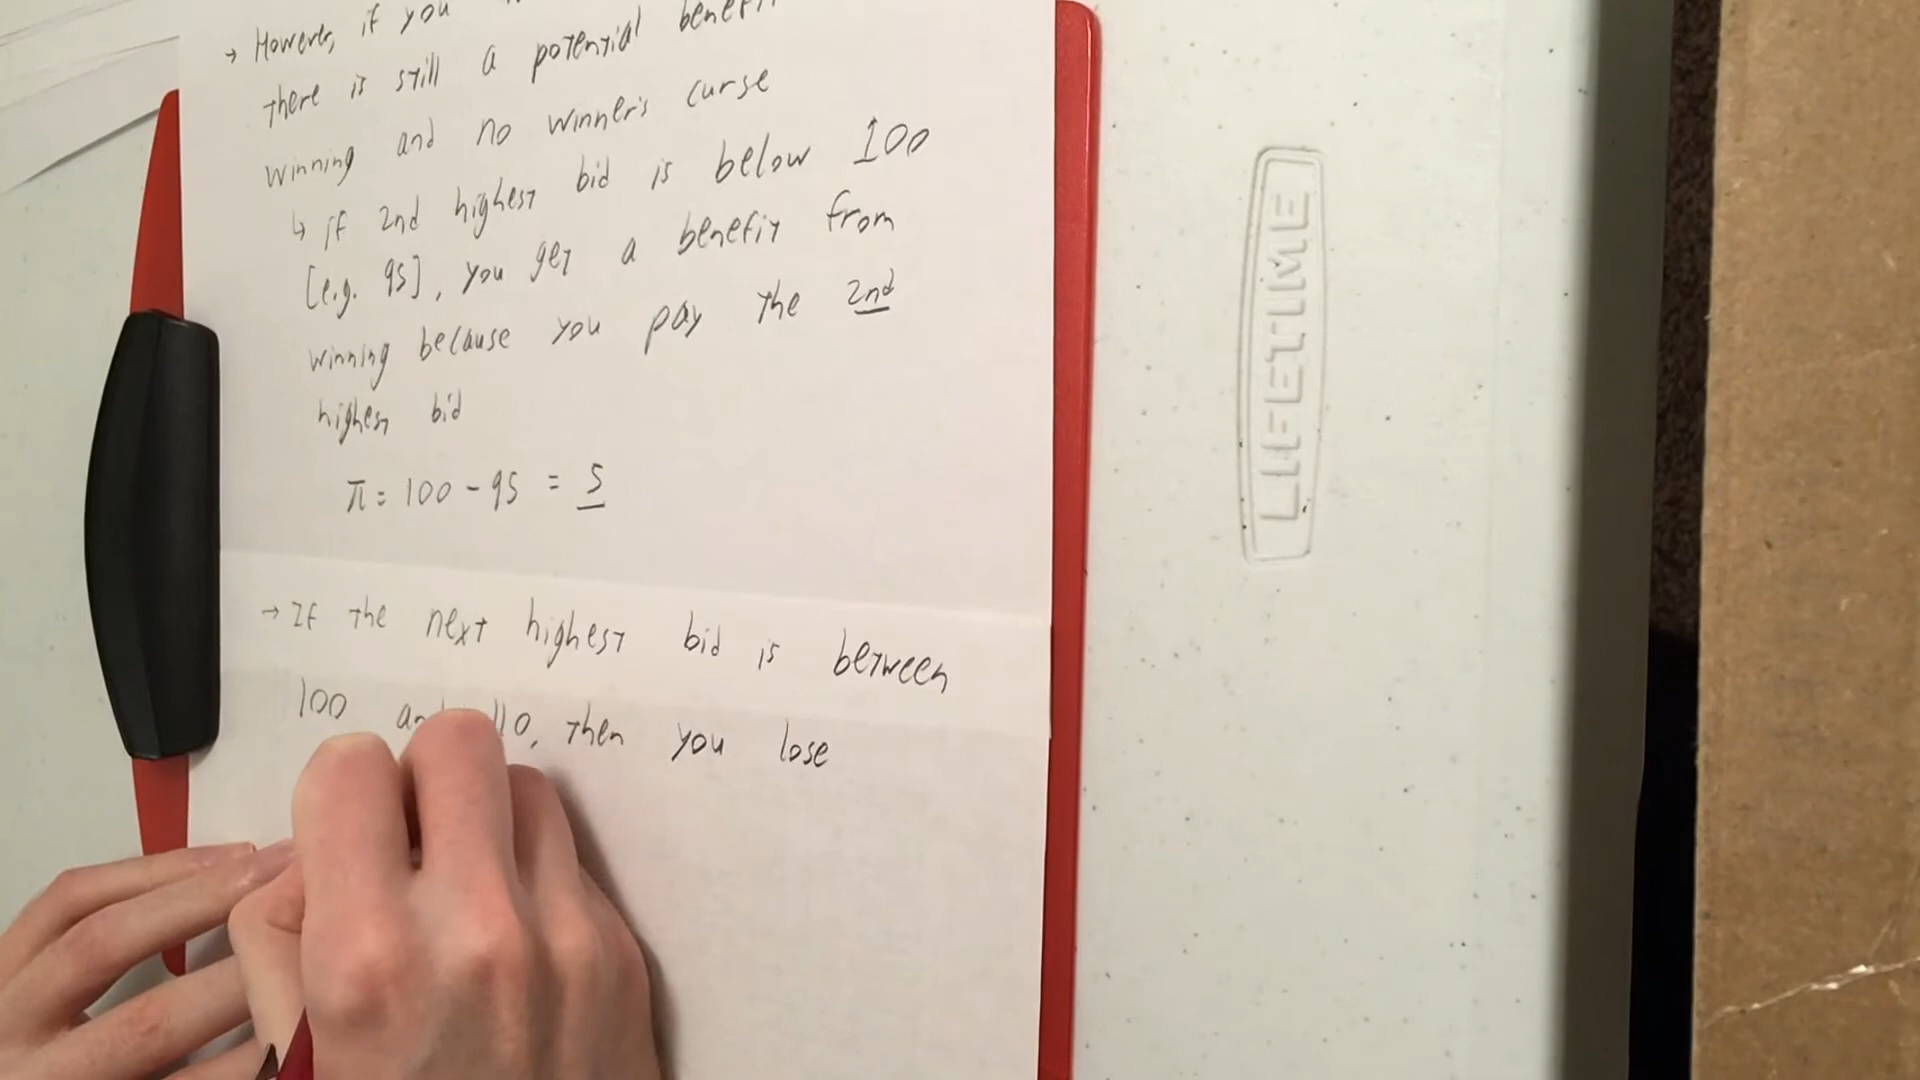 → However, if you
there is still a potential benefit
winning and no winner's curse
↳ if 2nd highest bid is below 100
[e.g. 95], you get a benefit from
winning because you pay the 2nd
highest bid
π = 100 - 95 = 5
→ If the next highest bid is between
100 and 110, then you lose
LIFETIME